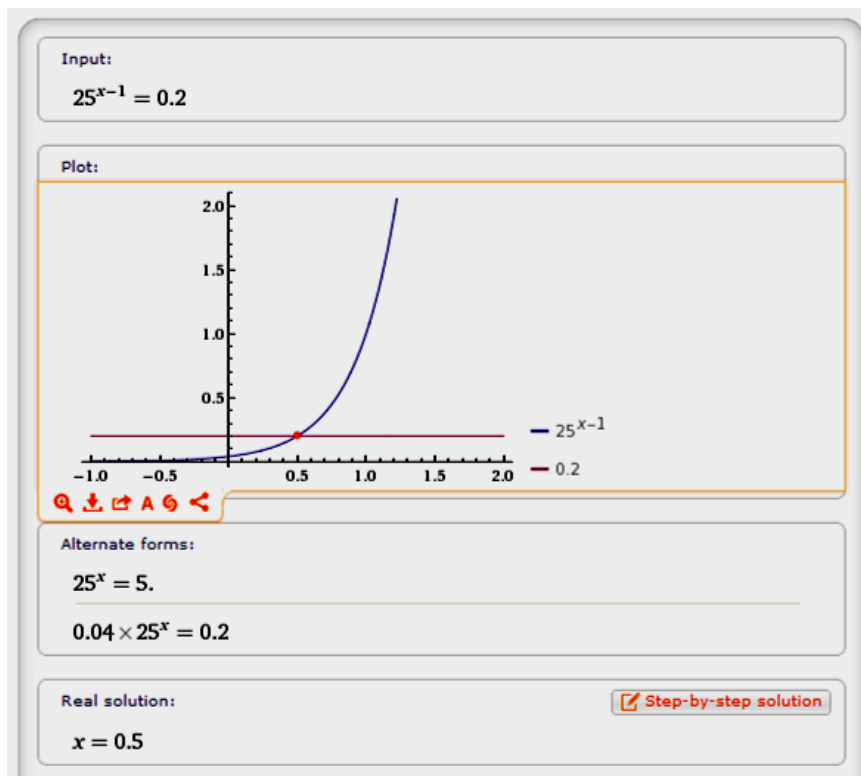 Input:
25^{x−1} = 0.2
Plot:
2.0
1.5
1.0
0.5
−1.0 −0.5 0.5 1.0 1.5 2.0
25^{x−1}
0.2
A
Alternate forms:
25^x = 5.
0.04 × 25^x = 0.2
Real solution:
Step-by-step solution
x = 0.5